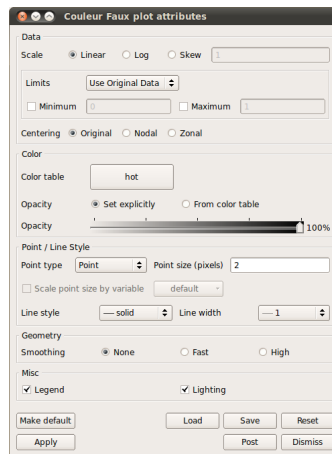 Couleur Faux plot attributes
Data
Scale Linear Log Skew 1
Limits Use Original Data
Minimum 0 Maximum 1
Centering Original Nodal Zonal
Color
Color table hot
Opacity Set explicitly From color table
Opacity 100%
Point / Line Style
Point type Point Point size (pixels) 2
Scale point size by variable default
Line style solid Line width 1
Geometry
Smoothing None Fast High
Misc
Legend Lighting
Make default Load Save Reset
Apply Post Dismiss